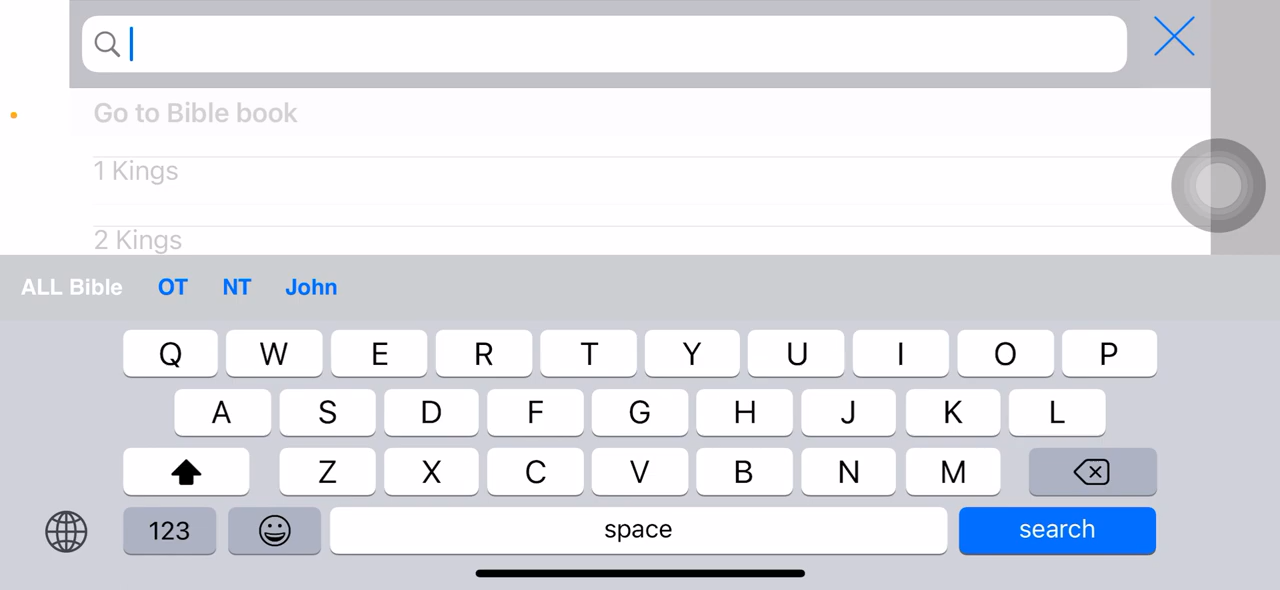 Go to Bible book
1 Kings
2 Kings
ALL Bible OT NT John
Q W E R T Y U I O P
A S D F G H J K L
Z X C V B N M
123 space search